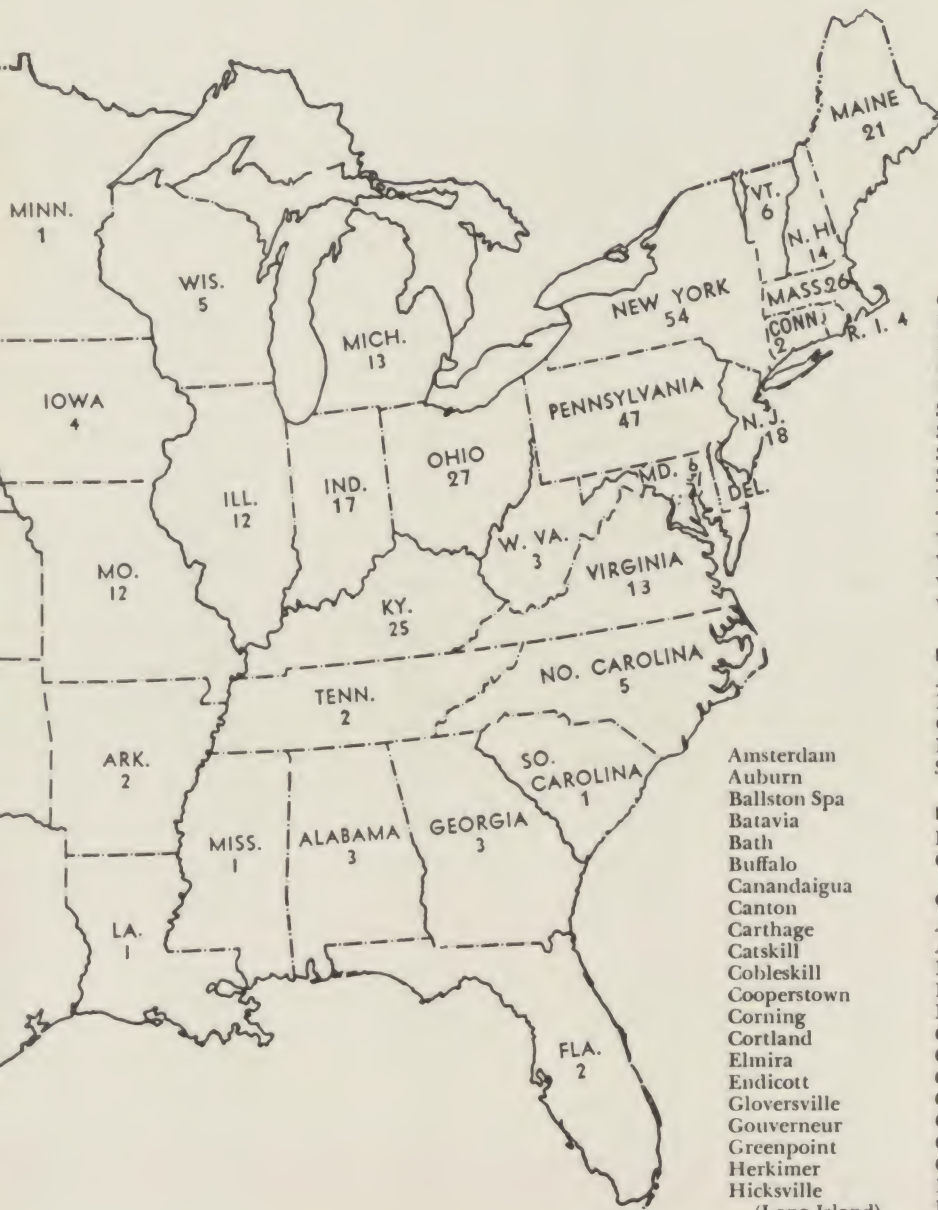 MAINE
21
VT.
6
N. H.
14
MASS. 26
CONN.
2
R. I. 4
NEW YORK
54
MINN.
1
WIS.
5
MICH.
13
PENNSYLVANIA
47
N. J.
18
IOWA
4
OHIO
27
IND.
17
ILL.
12
MD. 6
DEL.
1
W. VA.
3
VIRGINIA
13
MO.
12
KY.
25
NO. CAROLINA
5
TENN.
2
ARK.
2
SO.
CAROLINA
1
MISS.
1
ALABAMA
3
GEORGIA
3
LA.
1
FLA.
2
Amsterdam
Auburn
Ballston Spa
Batavia
Bath
Buffalo
Canandaigua
Canton
Carthage
Catskill
Cobleskill
Cooperstown
Corning
Cortland
Elmira
Endicott
Gloversville
Gouverneur
Greenpoint
Herkimer
Hicksville
(Long Island)